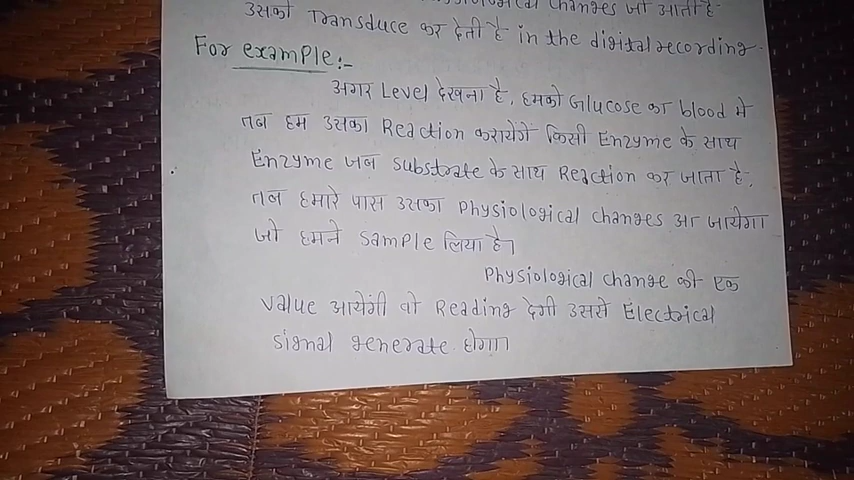 changes जो आती है
उसको Transduce कर देती है in the digital recording.
For example:-
अगर Level देखना है, हमको Glucose का blood में
तब हम उसका Reaction करायेंगे किसी Enzyme के साथ
Enzyme जब substrate के साथ Reaction कर जाता है,
तब हमारे पास उसका Physiological changes आ जायेगा
जो हमने sample लिया है।
Physiological change की एक
value आयेगी वो Reading देगी उससे Electrical
signal generate होगा।